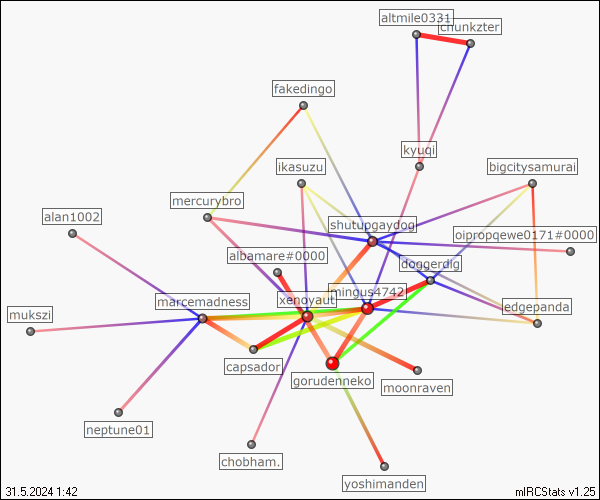 altmile0331
chunkzter
fakedingo
kyuqi
ikasuzu
bigcitysamurai
mercurybro
alan1002
shutupgaydog
oipropqewe0171#0000
albamare#0000
doggerdig
mingus4742
xenoyaut
marcemadness
edgepanda
mukszi
capsador
gorudenneko
moonraven
neptune01
chobham.
yoshimanden
31.5.2024 1:42
mIRCStats v1.25